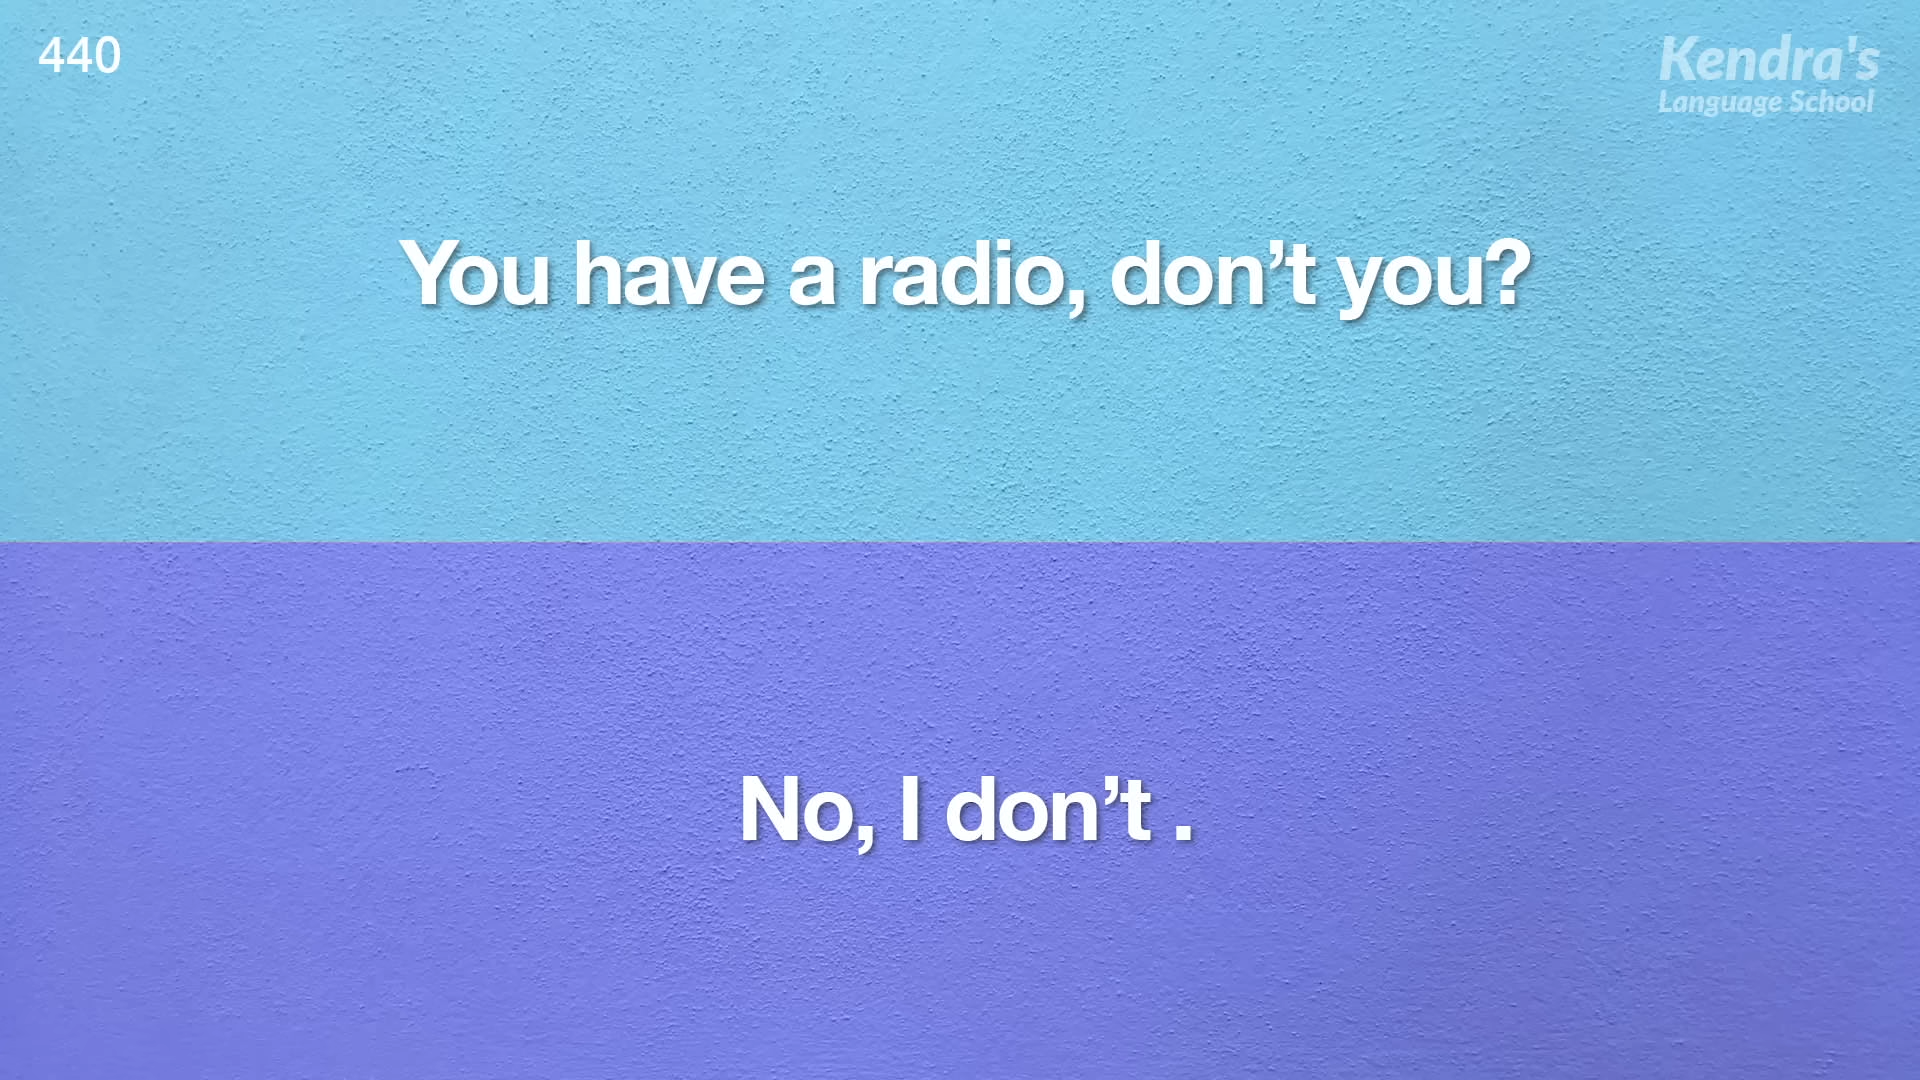 440
Kendra's
Language School
You have a radio, don’t you?
No, I don’t .